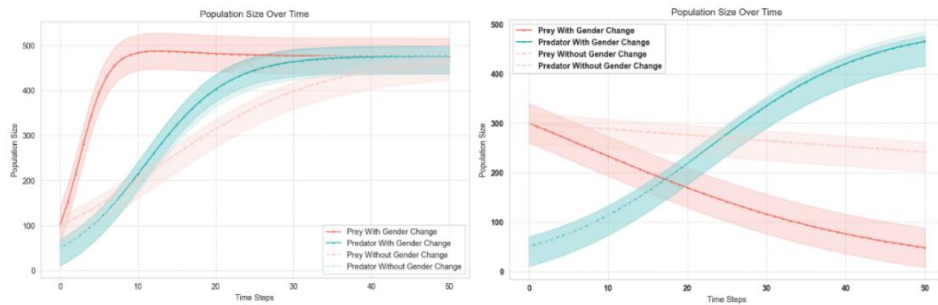 Population Size Over Time
500
400
300
200
100
0
Population Size
0 10 20 30 40 50
Time Steps
Prey With Gender Change
Predator With Gender Change
Prey Without Gender Change
Predator Without Gender Change
Population Size Over Time
500
400
300
200
100
0
Population Size
0 10 20 30 40 50
Time Steps
Prey With Gender Change
Predator With Gender Change
Prey Without Gender Change
Predator Without Gender Change